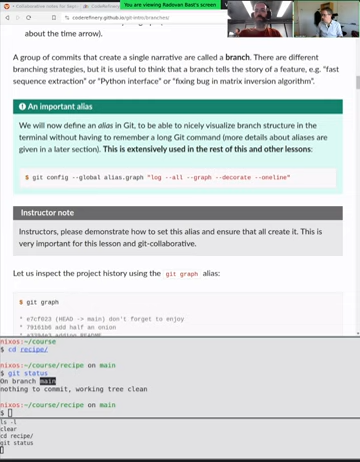 You are viewing Radovan Bast's screen
coderefinery.github.io/git-intro/branches/
about the time arrow).
A group of commits that create a single narrative are called a branch. There are different
branching strategies, but it is useful to think that a branch tells the story of a feature, e.g. "fast
sequence extraction" or "Python interface" or "fixing bug in matrix inversion algorithm".
An important alias
We will now define an alias in Git, to be able to nicely visualize branch structure in the
terminal without having to remember a long Git command (more details about aliases are
given in a later section). This is extensively used in the rest of this and other lessons:
$ git config --global alias.graph "log --all --graph --decorate --oneline"
Instructor note
Instructors, please demonstrate how to set this alias and ensure that all create it. This is
very important for this lesson and git-collaborative.
Let us inspect the project history using the git graph alias:
$ git graph
* e7cf023 (HEAD -> main) don't forget to enjoy
* 79161b6 add half an onion
adding README
nixos:~/course
$ cd recipe/
nixos:~/course/recipe on main
$ git status
On branch main
nothing to commit, working tree clean
nixos:~/course/recipe on main
$
ls -l
clear
cd recipe/
git status